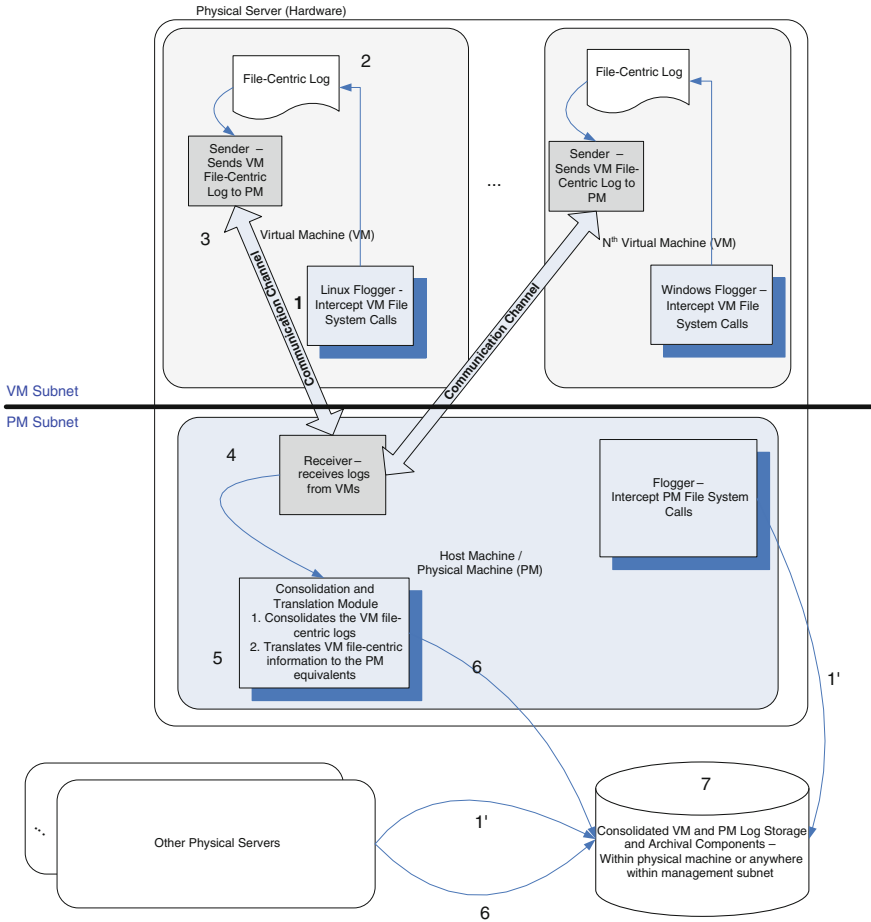 Physical Server (Hardware)
2
File-Centric Log
File-Centric Log
Sender –
Sends VM
File-Centric
Log to PM
...
Sender –
Sends VM File-
Centric Log to
PM
3
Virtual Machine (VM)
Nth Virtual Machine (VM)
Communication Channel
Communication Channel
1
Linux Flogger -
Intercept VM File
System Calls
Windows Flogger –
Intercept VM File
System Calls
VM Subnet
PM Subnet
4
Receiver –
receives logs
from VMs
Flogger –
Intercept PM File System
Calls
Host Machine /
Physical Machine (PM)
5
Consolidation and
Translation Module
1. Consolidates the VM file-
centric logs
2. Translates VM file-centric
information to the PM
equivalents
6
1'
...
Other Physical Servers
1'
6
7
Consolidated VM and PM Log Storage
and Archival Components –
Within physical machine or anywhere
within management subnet